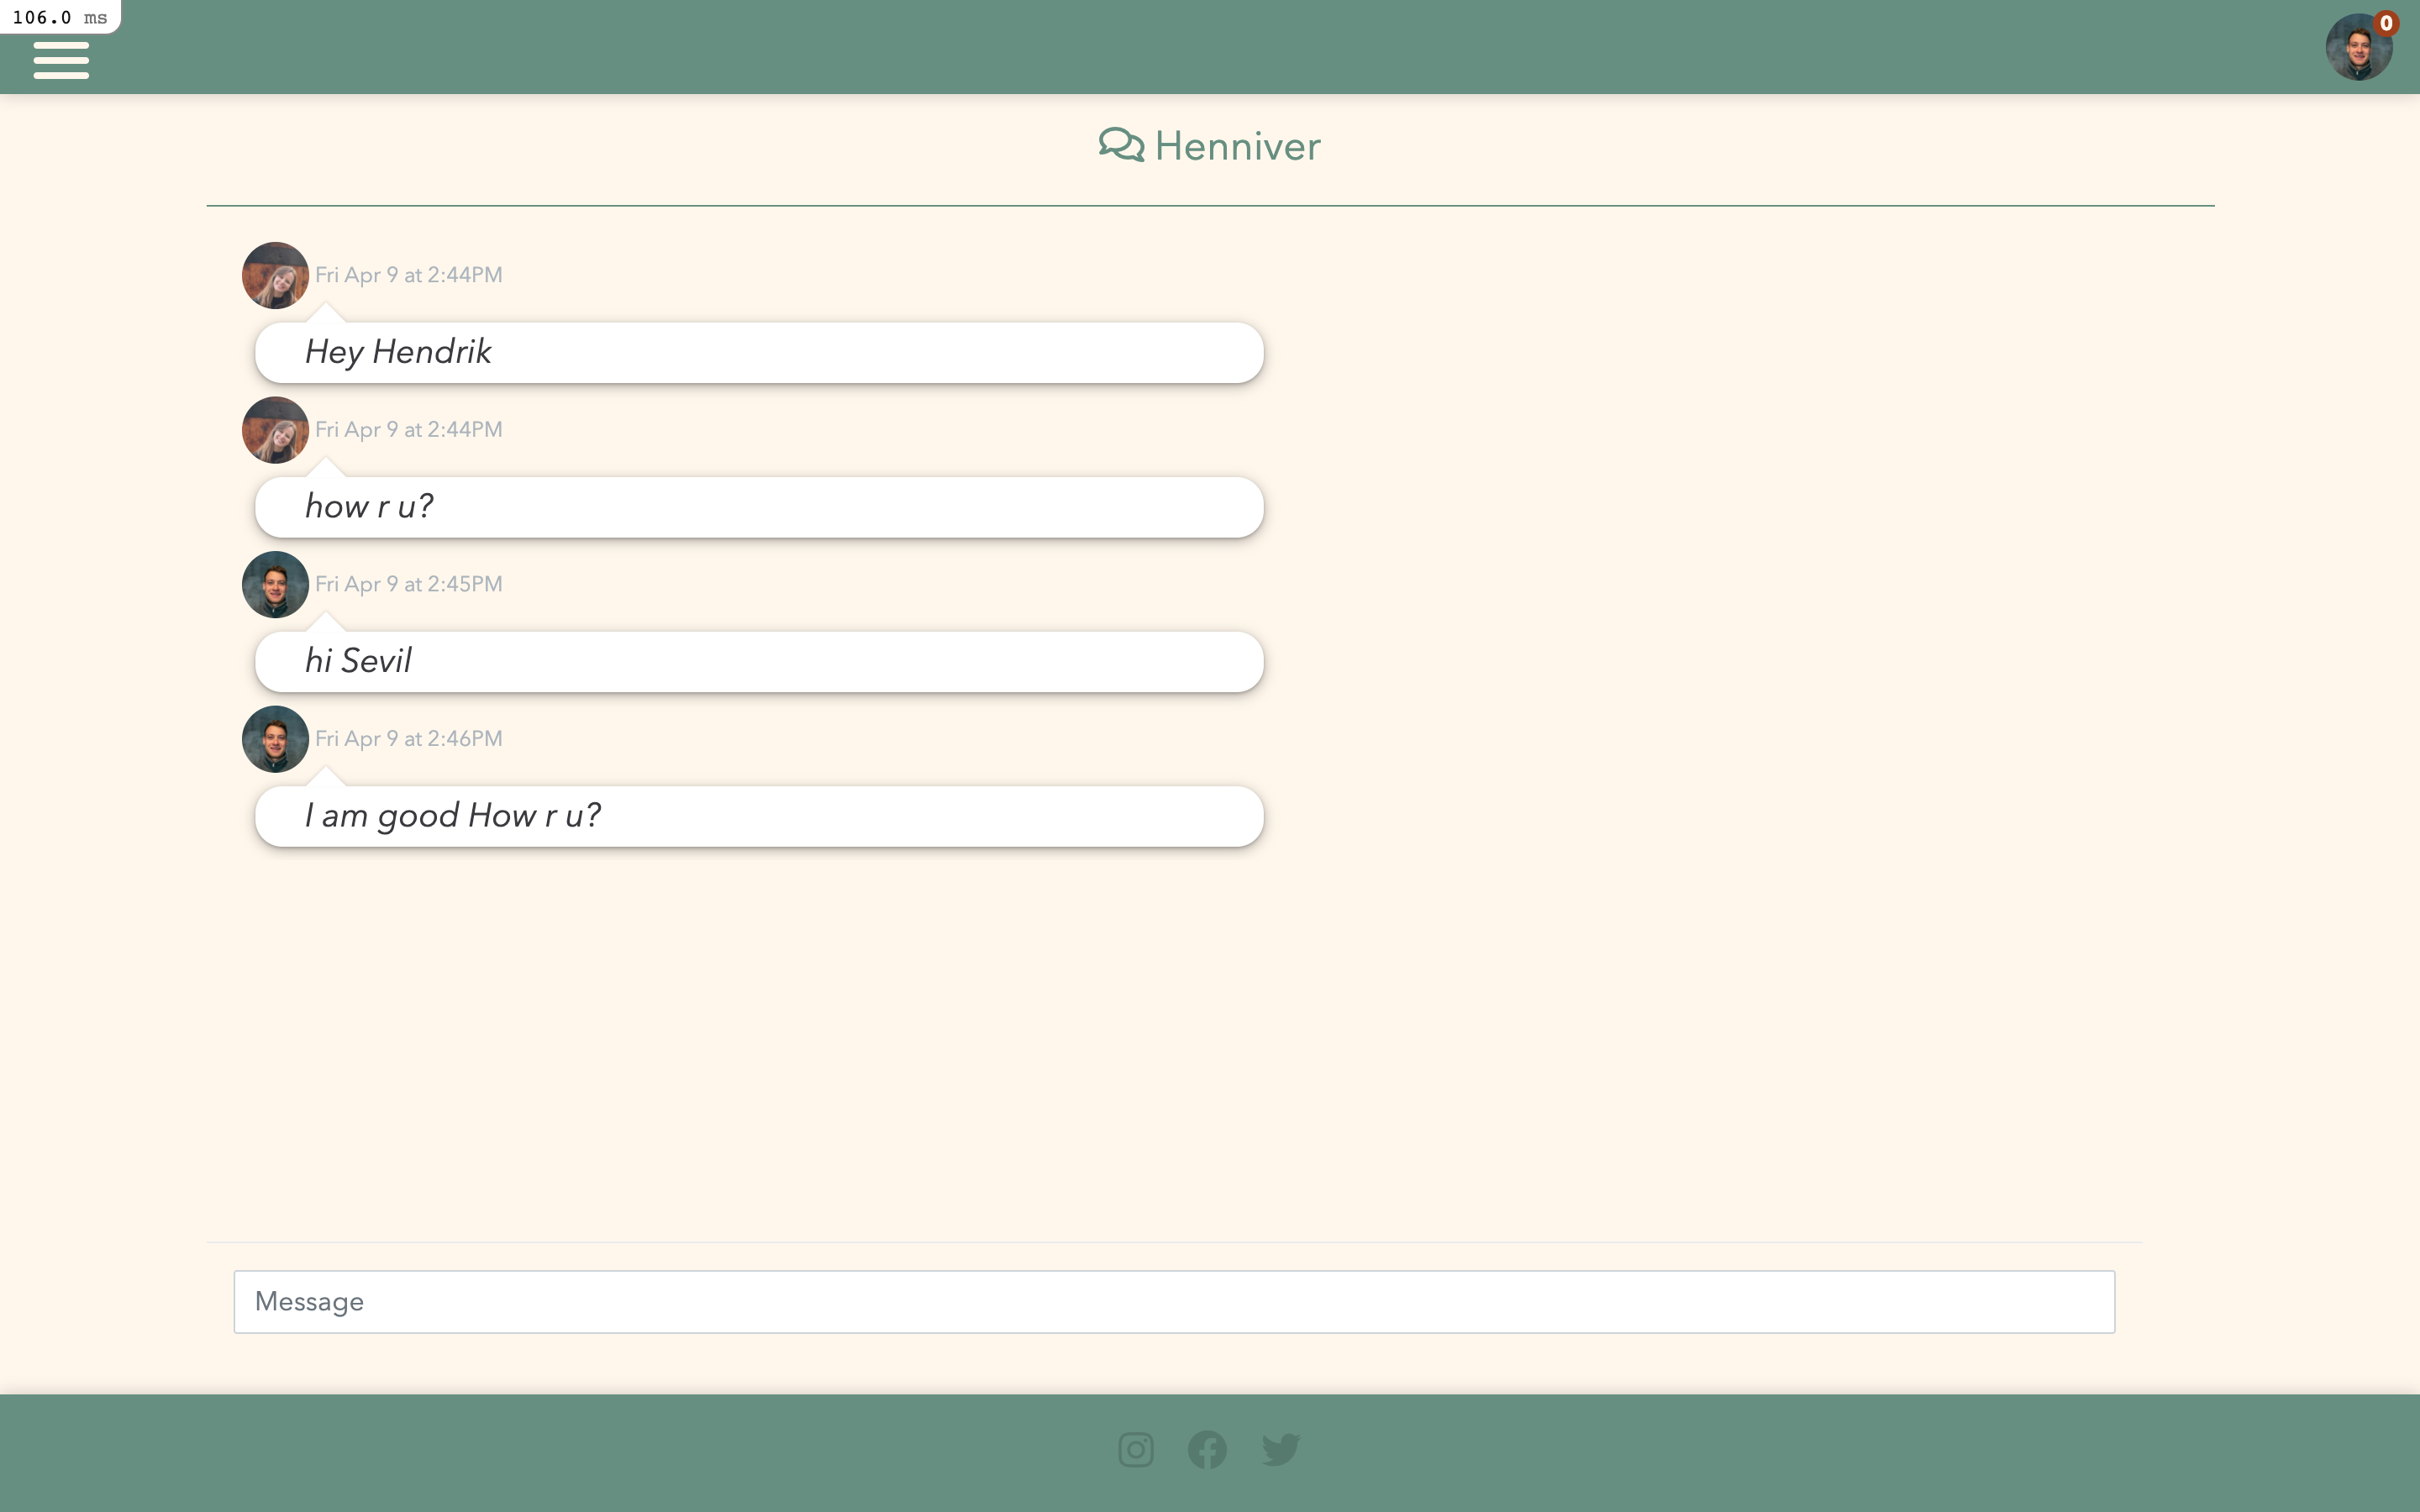 106.0 ms
0
Henniver
Fri Apr 9 at 2:44PM
Hey Hendrik
Fri Apr 9 at 2:44PM
how r u?
Fri Apr 9 at 2:45PM
hi Sevil
Fri Apr 9 at 2:46PM
I am good How r u?
Message